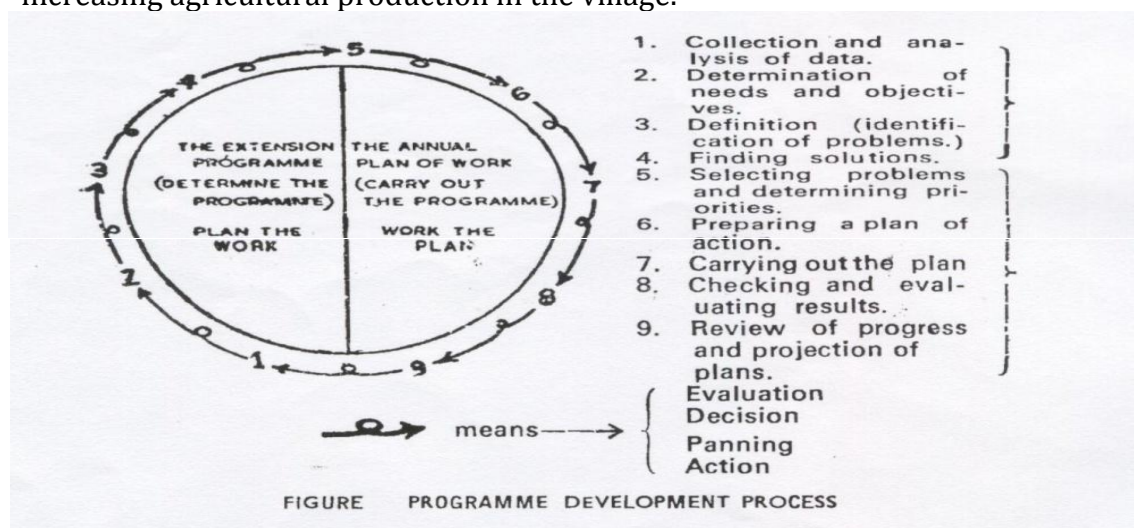 increasing agricultural production in the village.
5
4
6
3
7
2
8
1
9
THE EXTENSION
PROGRAMME
(DETERMINE THE
PROGRAMME)
PLAN THE
WORK
THE ANNUAL
PLAN OF WORK
(CARRY OUT
THE PROGRAMME)
WORK THE
PLAN
1. Collection and ana-
lysis of data.
2. Determination of
needs and objecti-
ves.
3. Definition (identifi-
cation of problems.)
4. Finding solutions.
5. Selecting problems
and determining pri-
orities.
6. Preparing a plan of
action.
7. Carrying out the plan
8. Checking and eval-
uating results.
9. Review of progress
and projection of
plans.
means
Evaluation
Decision
Panning
Action
FIGURE PROGRAMME DEVELOPMENT PROCESS